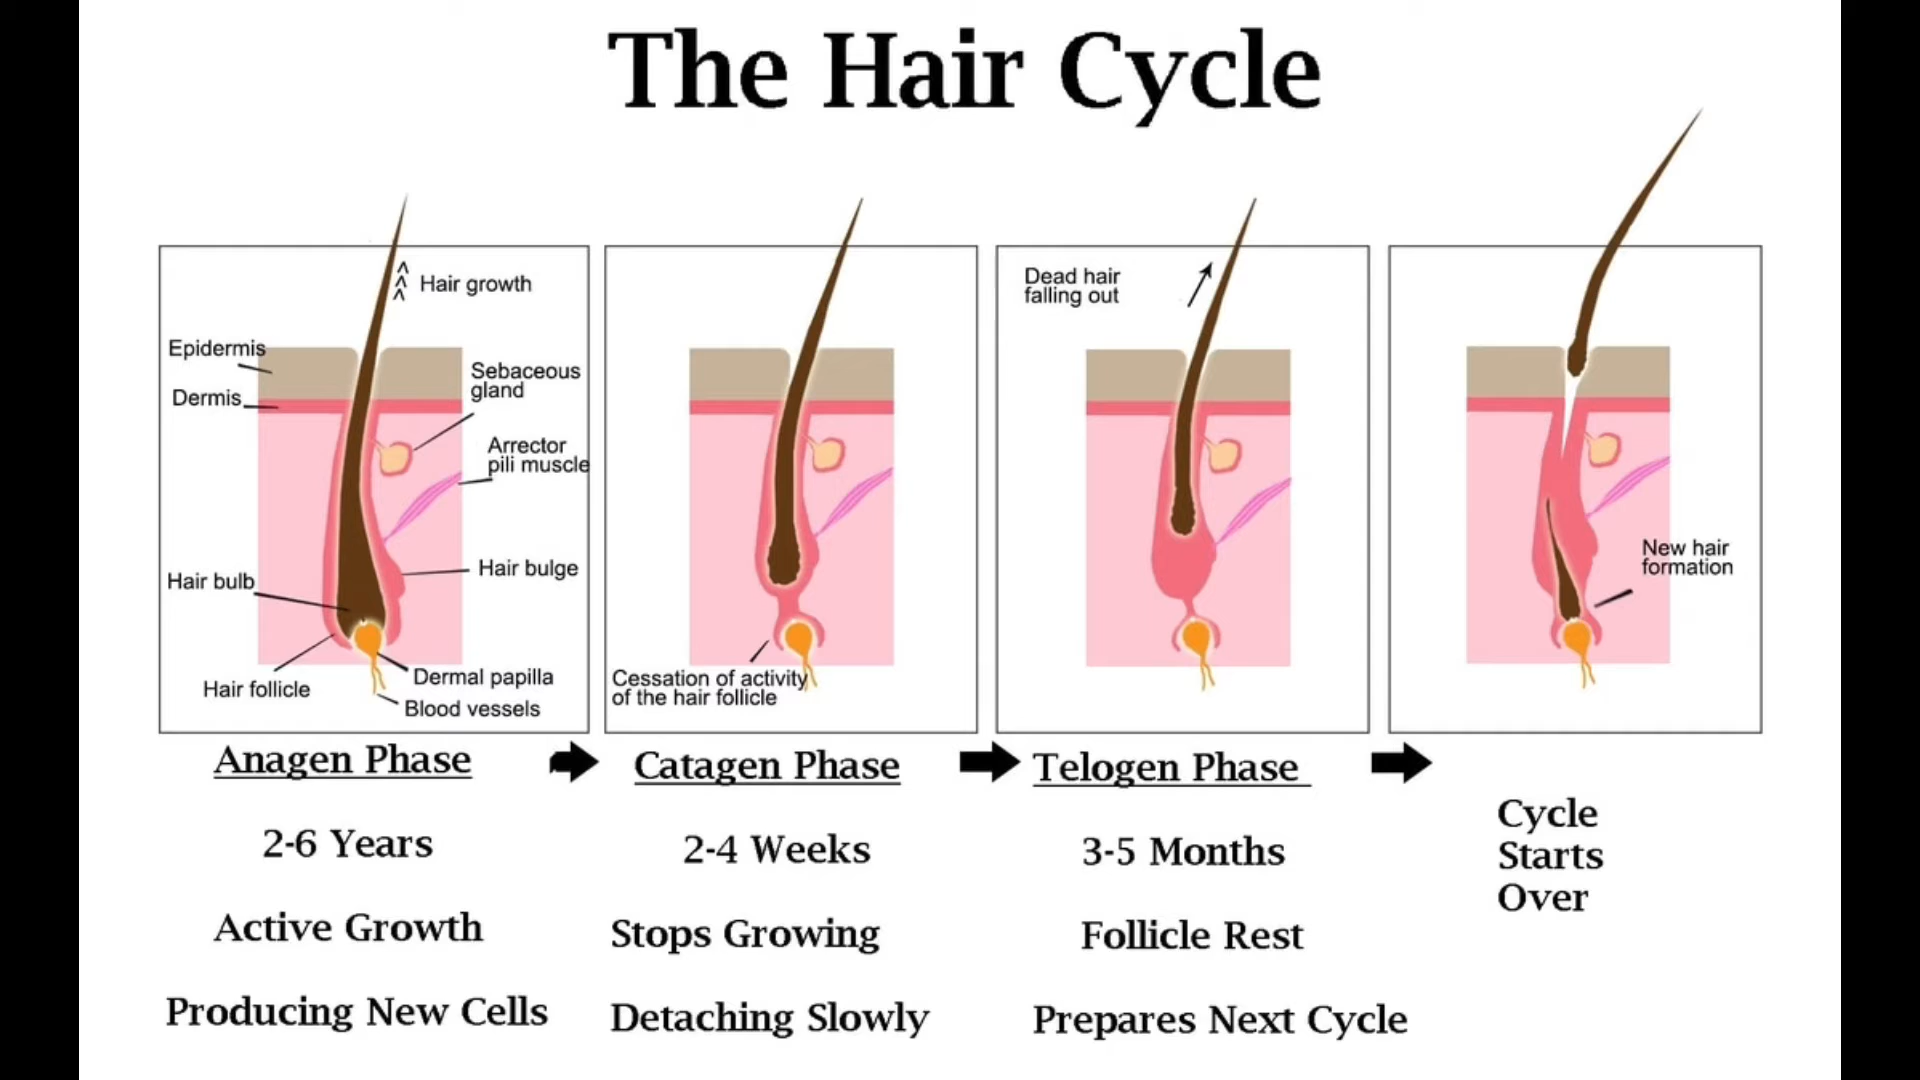 The Hair Cycle
Hair growth
Epidermis
Dermis
Sebaceous
gland
Arrector
pili muscle
Hair bulb
Hair bulge
Hair follicle
Dermal papilla
Blood vessels
Cessation of activity
of the hair follicle
Dead hair
falling out
New hair
formation
Anagen Phase
2-6 Years
Active Growth
Producing New Cells
Catagen Phase
2-4 Weeks
Stops Growing
Detaching Slowly
Telogen Phase
3-5 Months
Follicle Rest
Prepares Next Cycle
Cycle
Starts
Over